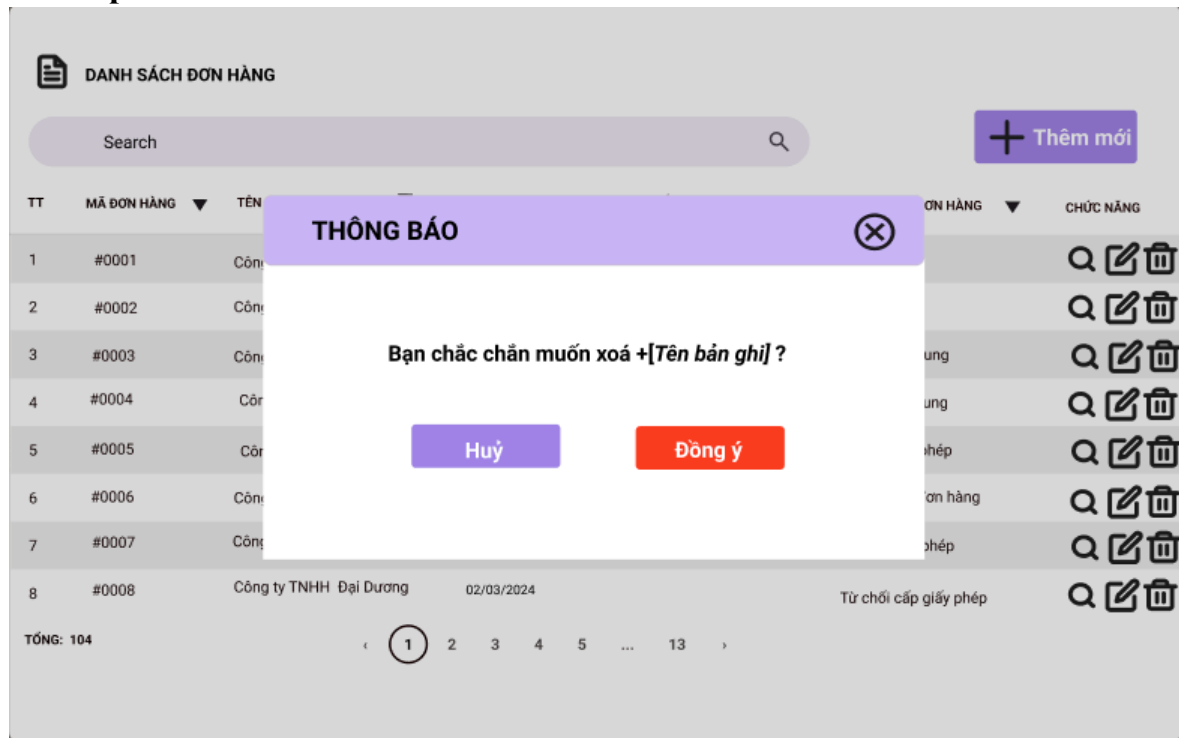 DANH SÁCH ĐƠN HÀNG
Search
Thêm mới
TT MÃ ĐƠN HÀNG TÊN ƠN HÀNG CHỨC NĂNG
THÔNG BÁO
1 #0001
2 #0002
3 #0003 ung
Bạn chắc chắn muốn xoá +[Tên bản ghi] ?
4 #0004 ung
5 #0005 phép
Huỷ Đồng ý
6 #0006 ơn hàng
7 #0007 phép
8 #0008 Công ty TNHH Đại Dương 02/03/2024 Từ chối cấp giấy phép
TỔNG: 104 ‹ 1 2 3 4 5 ... 13 ›